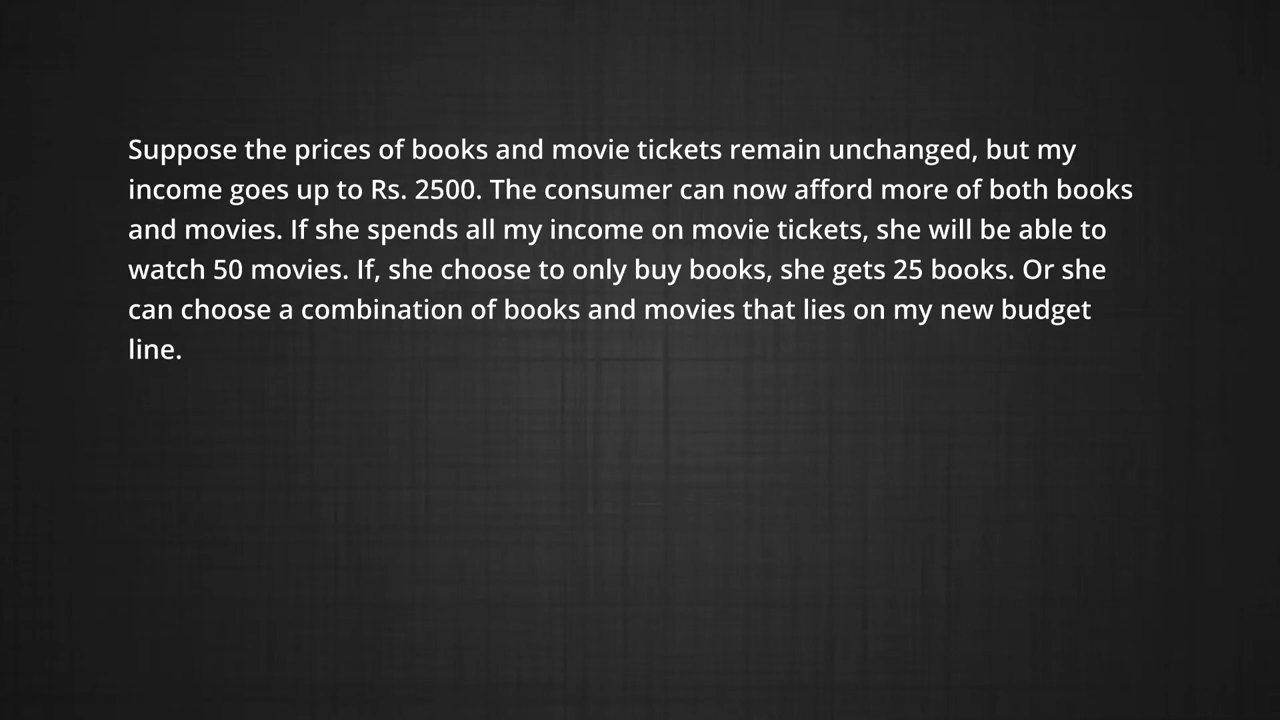 Suppose the prices of books and movie tickets remain unchanged, but my
income goes up to Rs. 2500. The consumer can now afford more of both books
and movies. If she spends all my income on movie tickets, she will be able to
watch 50 movies. If, she choose to only buy books, she gets 25 books. Or she
can choose a combination of books and movies that lies on my new budget
line.